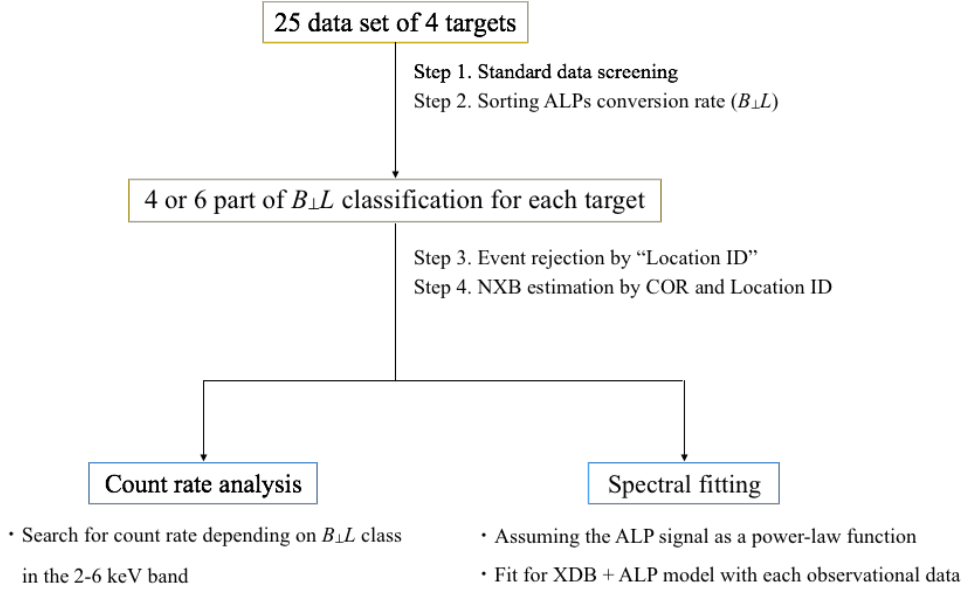 25 data set of 4 targets
Step 1. Standard data screening
Step 2. Sorting ALPs conversion rate (B⊥L)
4 or 6 part of B⊥L classification for each target
Step 3. Event rejection by “Location ID”
Step 4. NXB estimation by COR and Location ID
Count rate analysis
・Search for count rate depending on B⊥L class
in the 2-6 keV band
Spectral fitting
・Assuming the ALP signal as a power-law function
・Fit for XDB + ALP model with each observational data